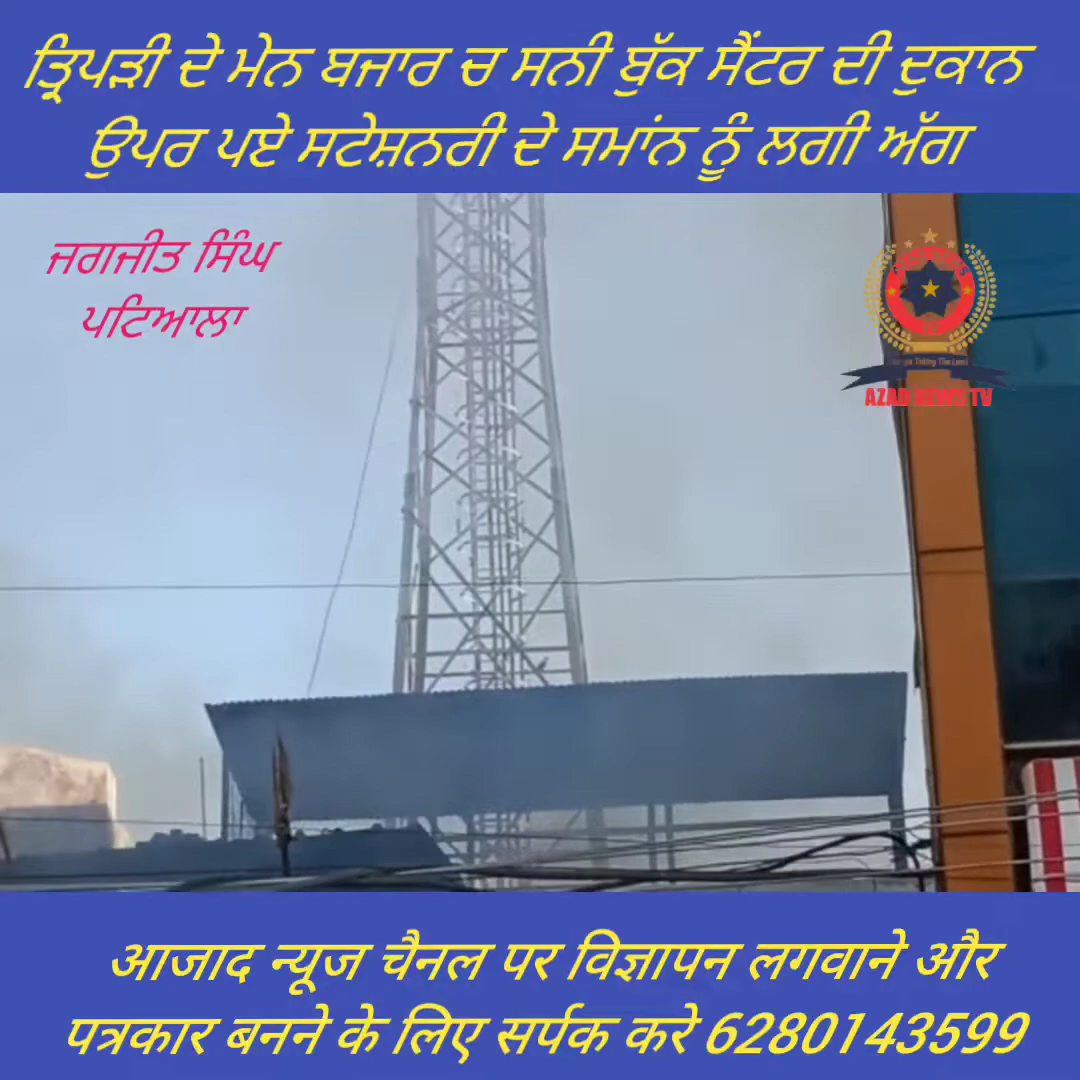 ਤ੍ਰਿਪੜੀ ਦੇ ਮੇਨ ਬਜਾਰ ਚ ਸਨੀ ਬੁੱਕ ਸੈਂਟਰ ਦੀ ਦੁਕਾਨ
ਉਪਰ ਪਏ ਸਟੇਸ਼ਨਰੀ ਦੇ ਸਮਾਂਨ ਨੂੰ ਲਗੀ ਅੱਗ
ਜਗਜੀਤ ਸਿੰਘ
ਪਟਿਆਲਾ
AZAD NEWS TV
आजाद न्यूज चैनल पर विज्ञापन लगवाने और
पत्रकार बनने के लिए सर्पक करे 6280143599